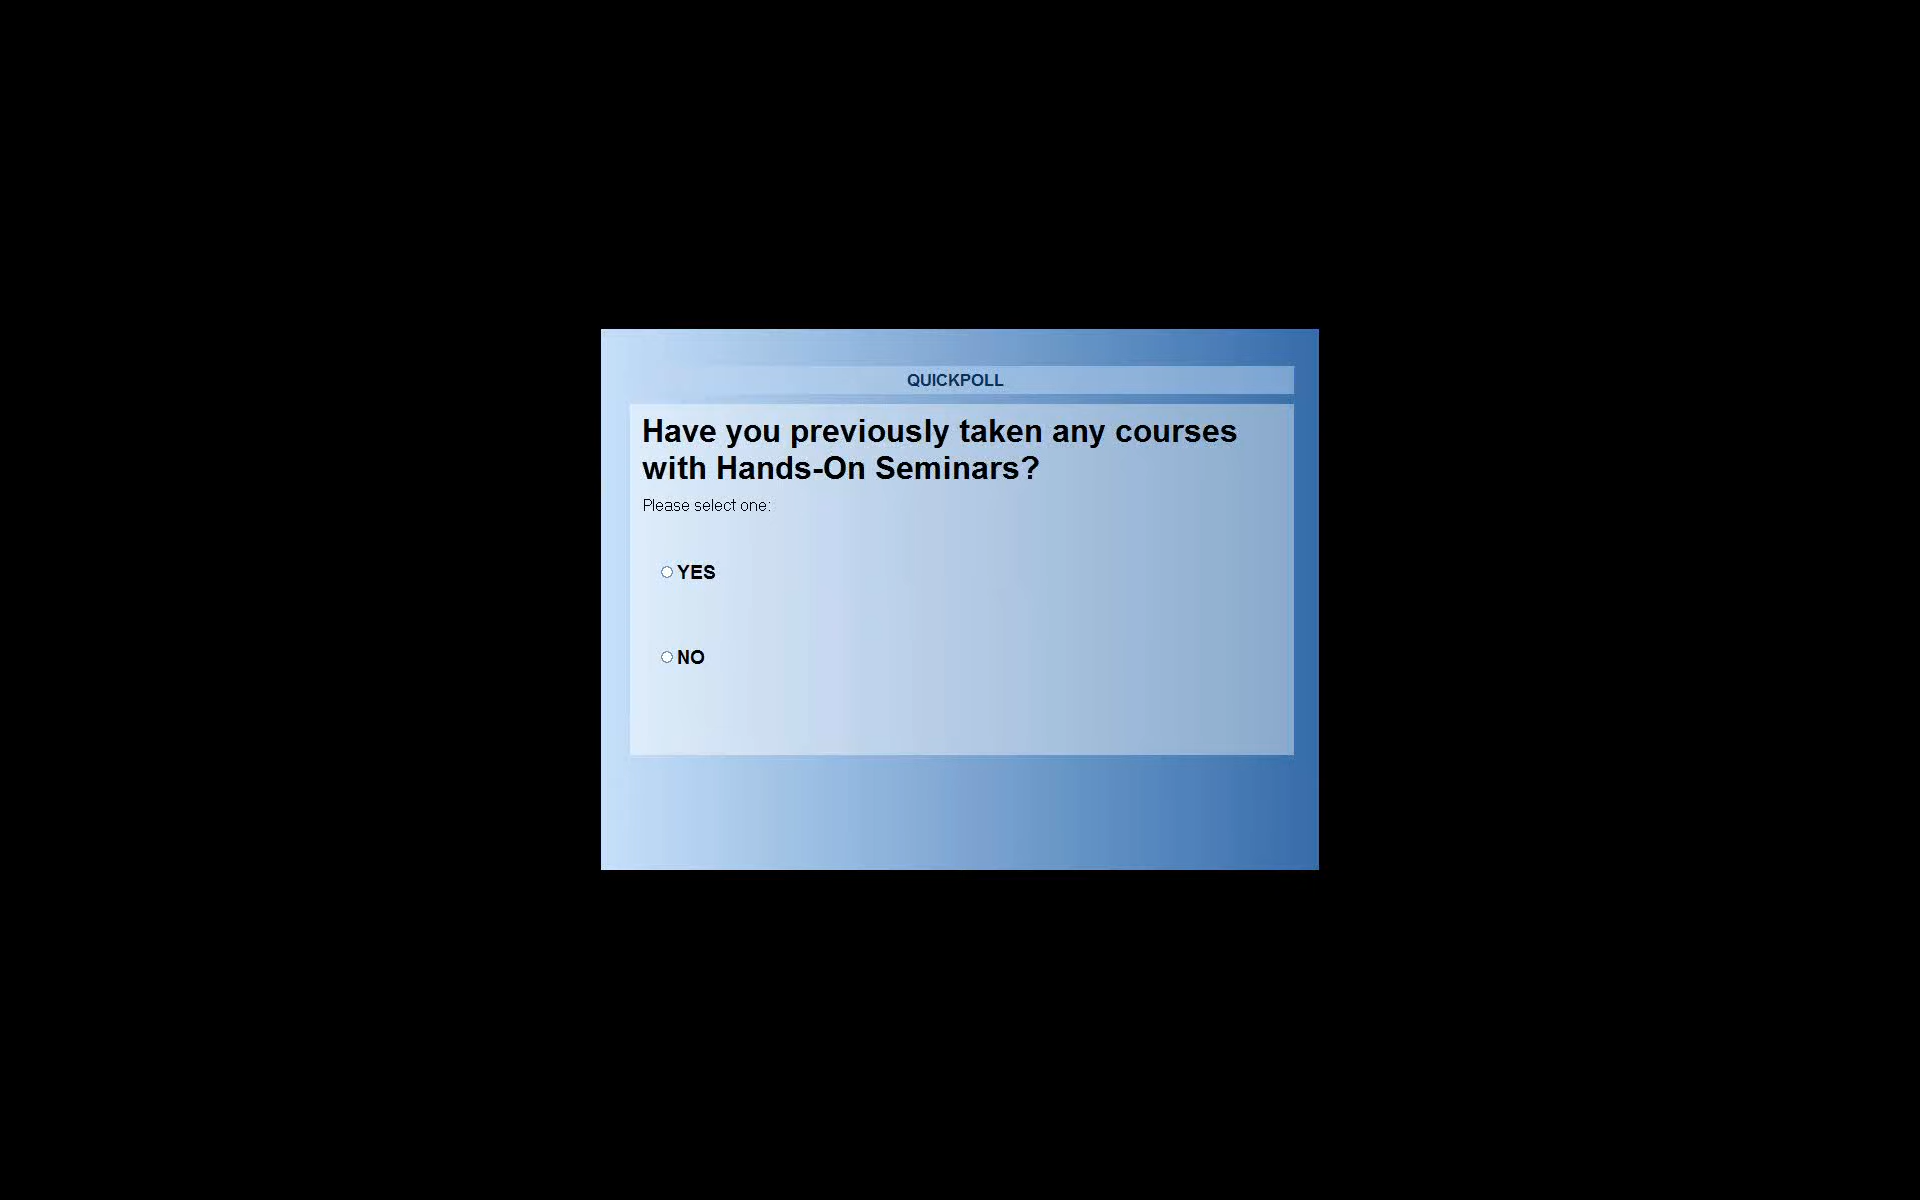 QUICKPOLL
Have you previously taken any courses
with Hands-On Seminars?
Please select one:
YES
NO